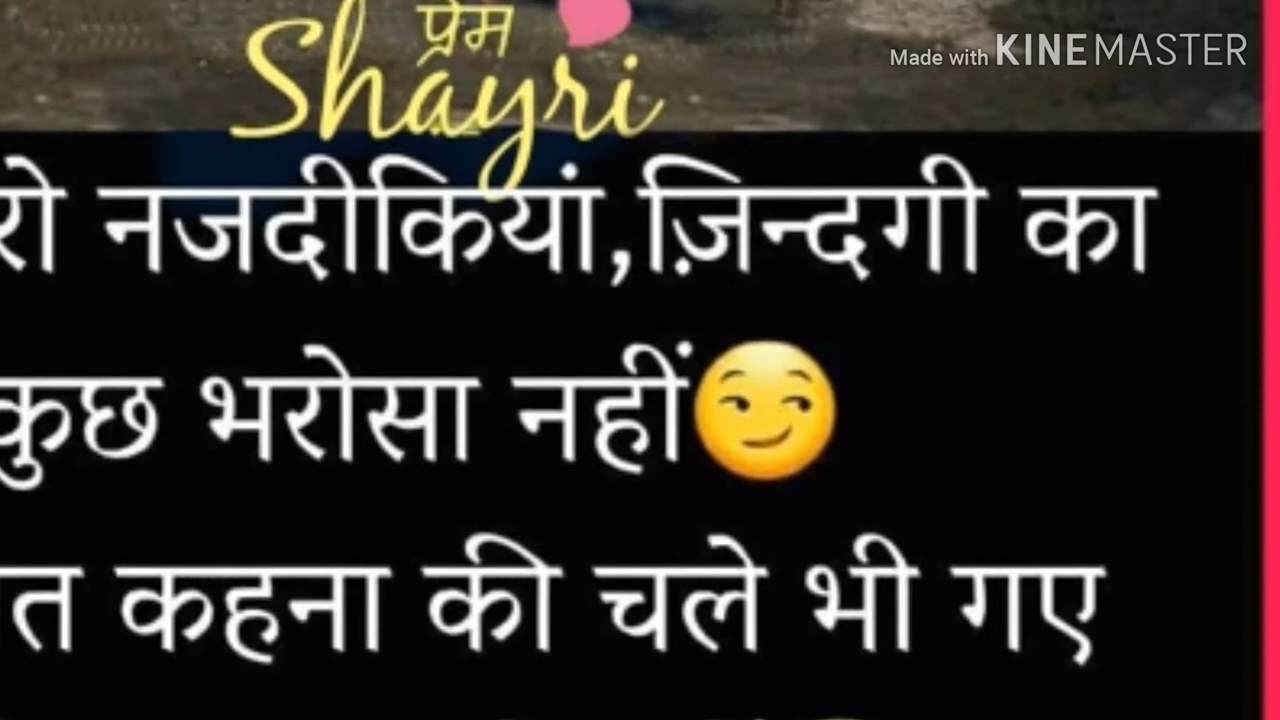 प्रेम
Shayri
Made with KINEMASTER
रो नजदीकियां,ज़िन्दगी का
कुछ भरोसा नहीं😏
त कहना की चले भी गए